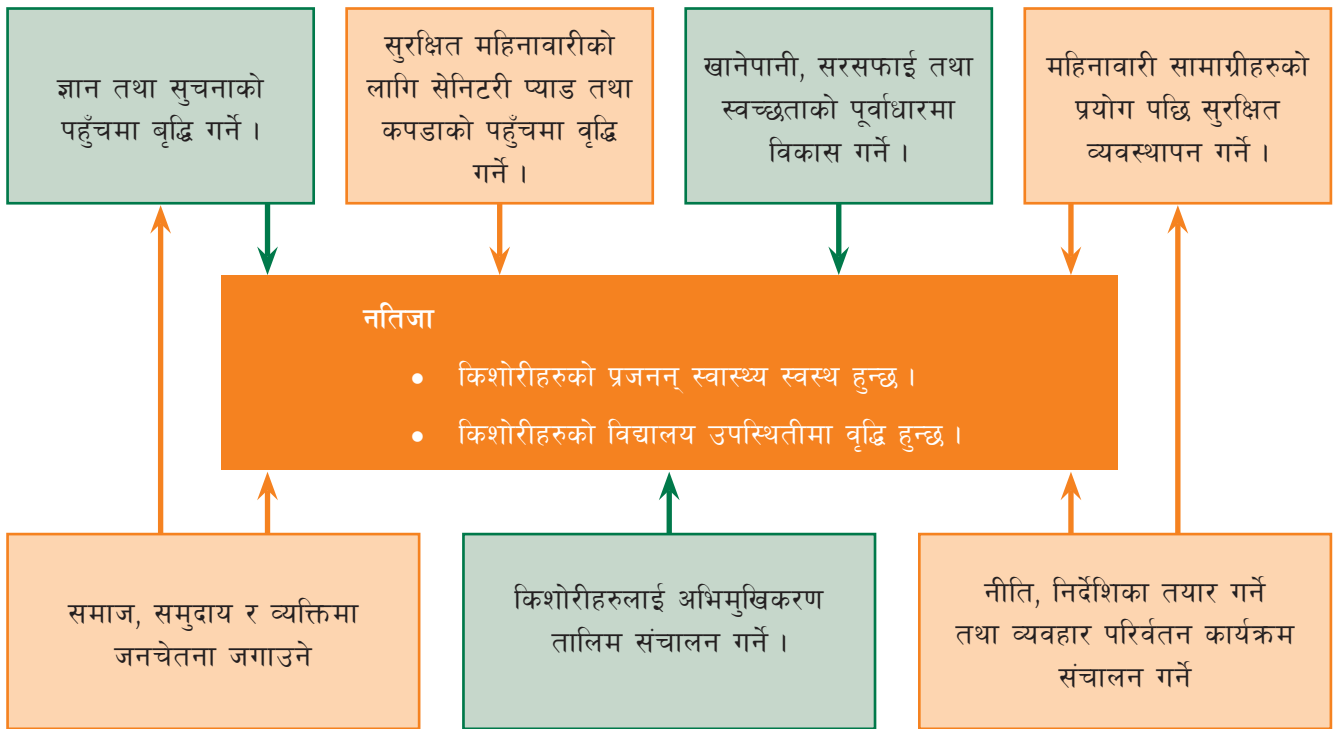 ज्ञान तथा सुचनाको
पहुँचमा बृद्धि गर्ने ।
सुरक्षित महिनावारीको
लागि सेनिटरी प्याड तथा
कपडाको पहुँचमा वृद्धि
गर्ने ।
खानेपानी, सरसफाई तथा
स्वच्छताको पूर्वाधारमा
विकास गर्ने ।
महिनावारी सामाग्रीहरुको
प्रयोग पछि सुरक्षित
व्यवस्थापन गर्ने ।
नतिजा
• किशोरीहरुको प्रजनन् स्वास्थ्य स्वस्थ हुन्छ ।
• किशोरीहरुको विद्यालय उपस्थितीमा वृद्धि हुन्छ ।
समाज, समुदाय र व्यक्तिमा
जनचेतना जगाउने
किशोरीहरुलाई अभिमुखिकरण
तालिम संचालन गर्ने ।
नीति, निर्देशिका तयार गर्ने
तथा व्यवहार परिर्वतन कार्यक्रम
संचालन गर्ने